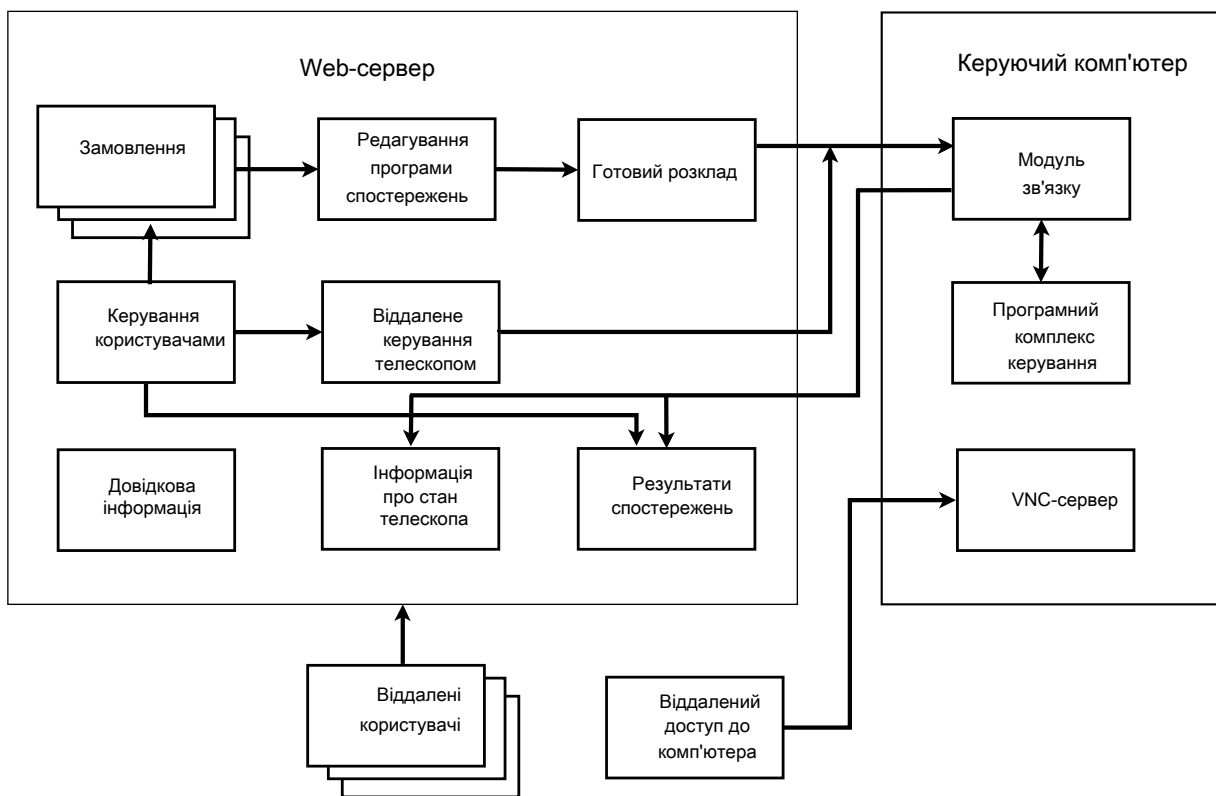 Web-сервер
Керуючий комп'ютер
Замовлення
Редагування
програми
спостережень
Готовий розклад
Модуль
зв'язку
Керування
користувачами
Віддалене
керування
телескопом
Програмний
комплекс
керування
Довідкова
інформація
Інформація
про стан
телескопа
Результати
спостережень
VNC-сервер
Віддалені
користувачі
Віддалений
доступ до
комп'ютера